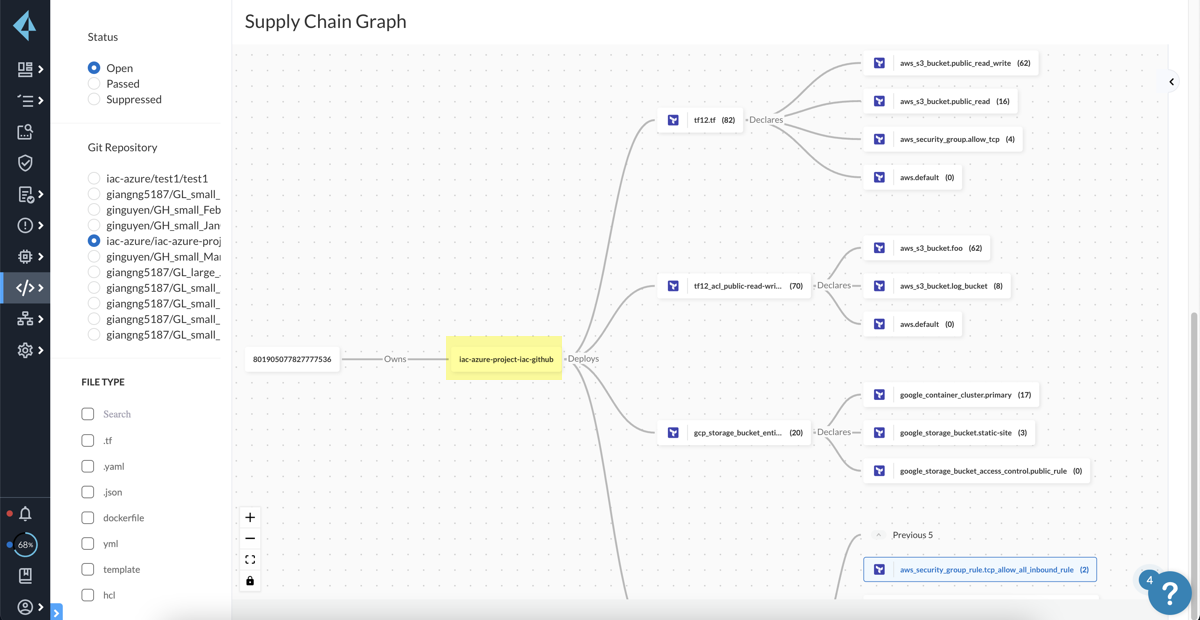 Supply Chain Graph
Status
Open
Passed
Suppressed
Git Repository
iac-azure/test1/test1
giangng5187/GL_small_
ginguyen/GH_small_Feb
ginguyen/GH_small_Jan
iac-azure/iac-azure-proj
ginguyen/GH_small_Ma
giangng5187/GL_large_
giangng5187/GL_small_
giangng5187/GL_small_
giangng5187/GL_small_
giangng5187/GL_small_
FILE TYPE
Search
.tf
.yaml
.json
dockerfile
yml
template
hcl
68%
801905077827777536
Owns
iac-azure-project-iac-github
Deploys
tf12.tf (82)
Declares
aws_s3_bucket.public_read_write (62)
aws_s3_bucket.public_read (16)
aws_security_group.allow_tcp (4)
aws.default (0)
tf12_acl_public-read-wri... (70)
Declares
aws_s3_bucket.foo (62)
aws_s3_bucket.log_bucket (8)
aws.default (0)
gcp_storage_bucket_enti... (20)
Declares
google_container_cluster.primary (17)
google_storage_bucket.static-site (3)
google_storage_bucket_access_control.public_rule (0)
Previous 5
aws_security_group_rule.tcp_allow_all_inbound_rule (2)
4
?